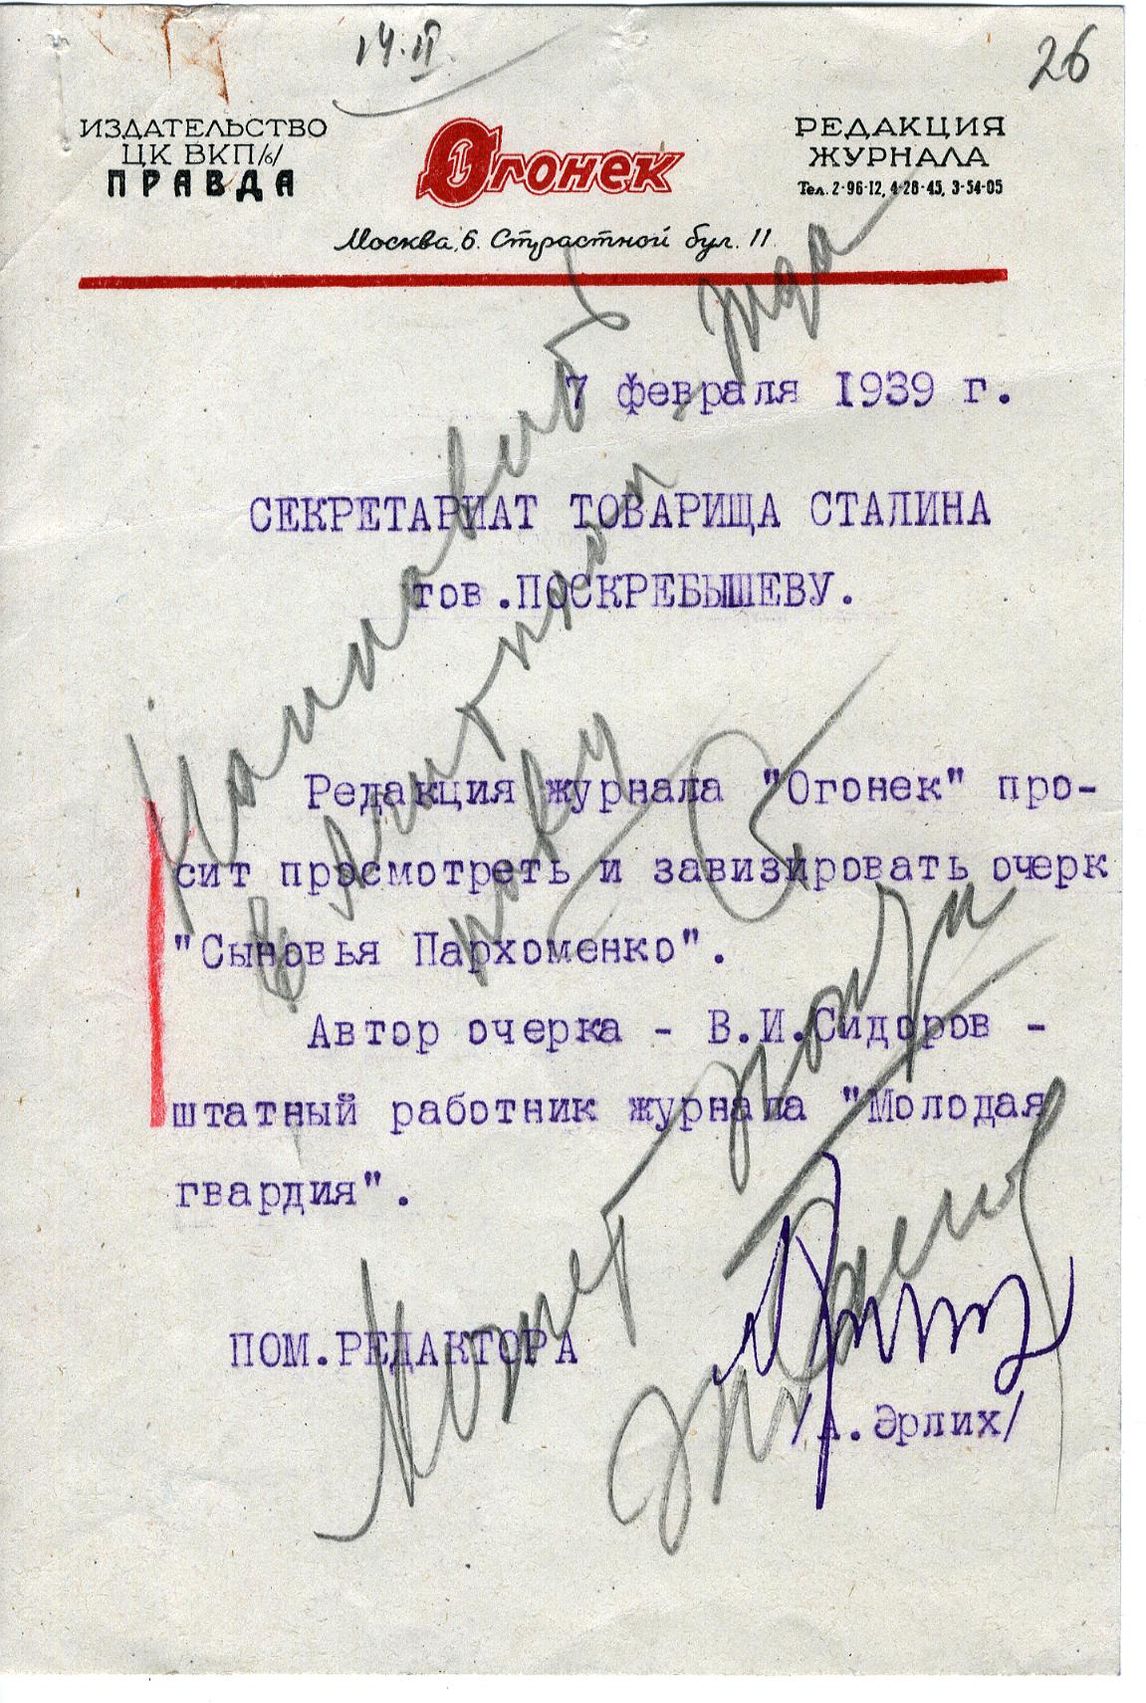 14.II.
26
ИЗДАТЕЛЬСТВО
ЦК ВКП/б/
ПРАВДА
Огонек
РЕДАКЦИЯ
ЖУРНАЛА
Тел. 2-96-12, 4-28-45, 3-54-05
Москва, 6. Страстной бул. 11
7 февраля 1939 г.
СЕКРЕТАРИАТ ТОВАРИЩА СТАЛИНА
тов.ПОСКРЕБЫШЕВУ.
Редакция журнала "Огонек" про-
сит просмотреть и завизировать очерк
"Сыновья Пархоменко".
Автор очерка - В.И.Сидоров -
штатный работник журнала "Молодая
гвардия".
ПОМ.РЕДАКТОРА
/А.Эрлих/
Может